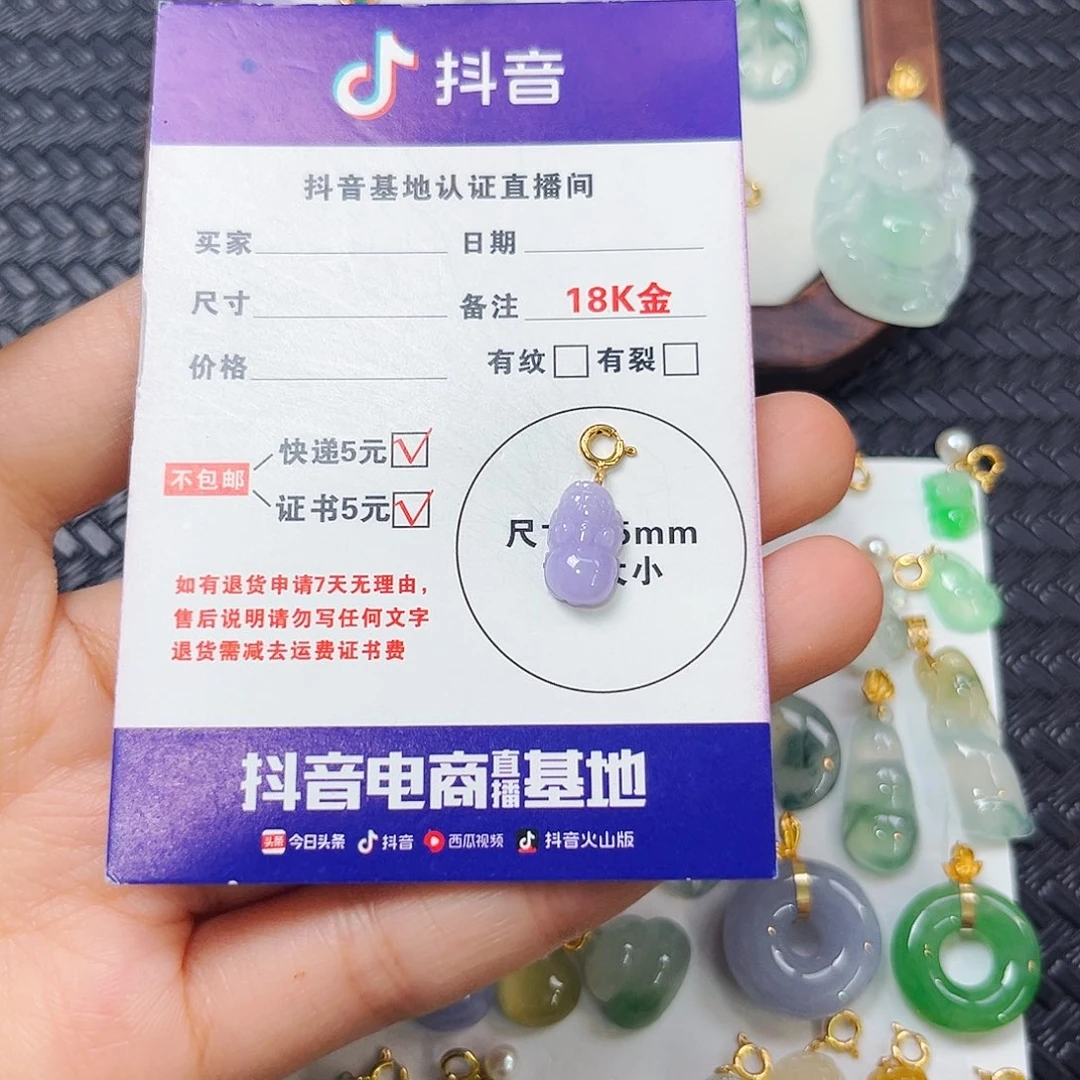 抖音
抖音基地认证直播间
买家 日期
尺寸 备注 18K金
价格 有纹 有裂
快递5元
不包邮
证书5元
尺 5mm
小
如有退货申请7天无理由，
售后说明请勿写任何文字
退货需减去运费证书费
抖音电商直播基地
头条 今日头条 抖音 西瓜视频 抖音火山版